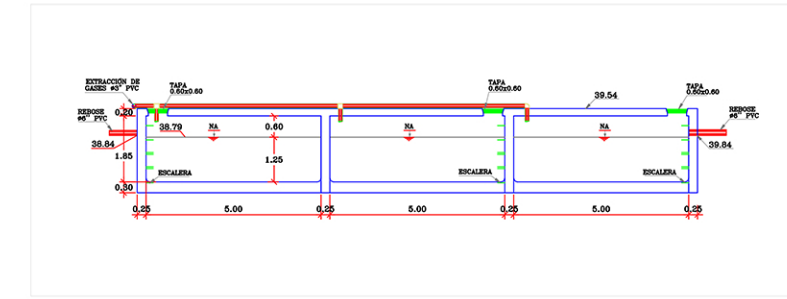 EXTRACCIÓN DE
GASES ø3" PVC
TAPA
0.60x0.60
TAPA
0.60x0.60
39.54
TAPA
0.60x0.60
REBOSE
ø6" PVC
0.20
REBOSE
ø6" PVC
38.79
NA
0.60
NA
NA
38.84
39.84
1.85
1.25
ESCALERA
ESCALERA
ESCALERA
0.30
0.25
5.00
0.25
5.00
0.25
5.00
0.25